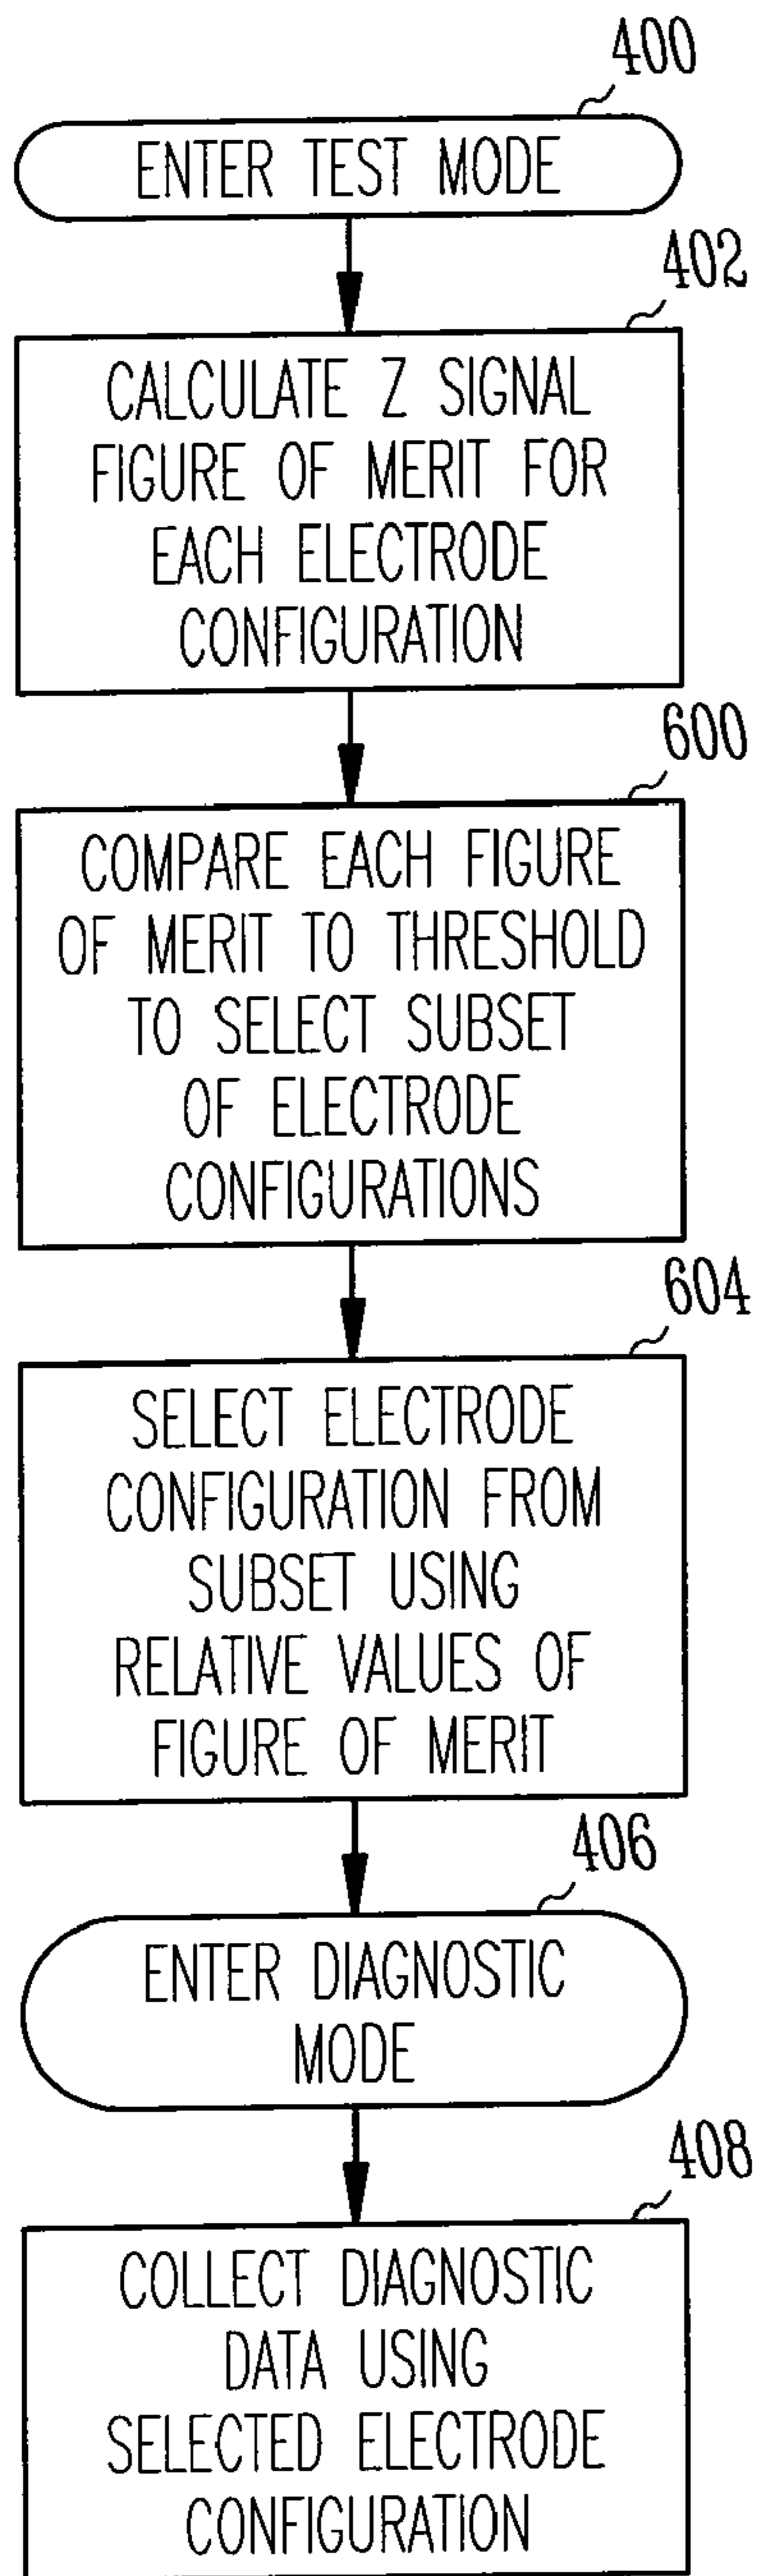 400
ENTER TEST MODE
402
CALCULATE Z SIGNAL
FIGURE OF MERIT FOR
EACH ELECTRODE
CONFIGURATION
600
COMPARE EACH FIGURE
OF MERIT TO THRESHOLD
TO SELECT SUBSET
OF ELECTRODE
CONFIGURATIONS
604
SELECT ELECTRODE
CONFIGURATION FROM
SUBSET USING
RELATIVE VALUES OF
FIGURE OF MERIT
406
ENTER DIAGNOSTIC
MODE
408
COLLECT DIAGNOSTIC
DATA USING
SELECTED ELECTRODE
CONFIGURATION